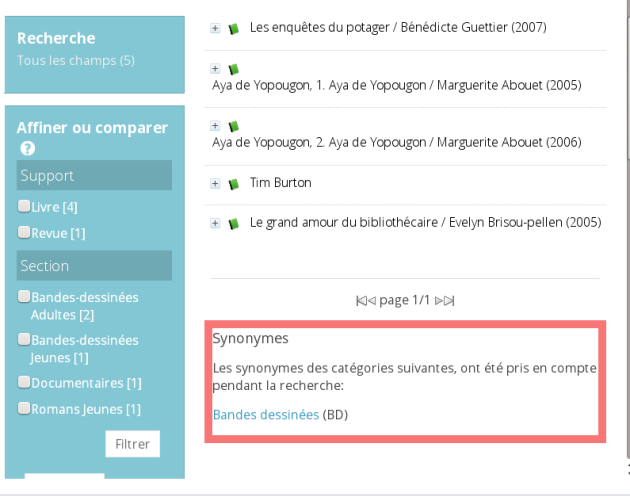 Recherche
Tous les champs (5)
Affiner ou comparer
?
Support
Livre [4]
Revue [1]
Section
Bandes-dessinées
Adultes [2]
Bandes-dessinées
Jeunes [1]
Documentaires [1]
Romans Jeunes [1]
Filtrer
Les enquêtes du potager / Bénédicte Guettier (2007)
Aya de Yopougon, 1. Aya de Yopougon / Marguerite Abouet (2005)
Aya de Yopougon, 2. Aya de Yopougon / Marguerite Abouet (2006)
Tim Burton
Le grand amour du bibliothécaire / Evelyn Brisou-pellen (2005)
page 1/1
Synonymes
Les synonymes des catégories suivantes, ont été pris en compte
pendant la recherche:
Bandes dessinées (BD)